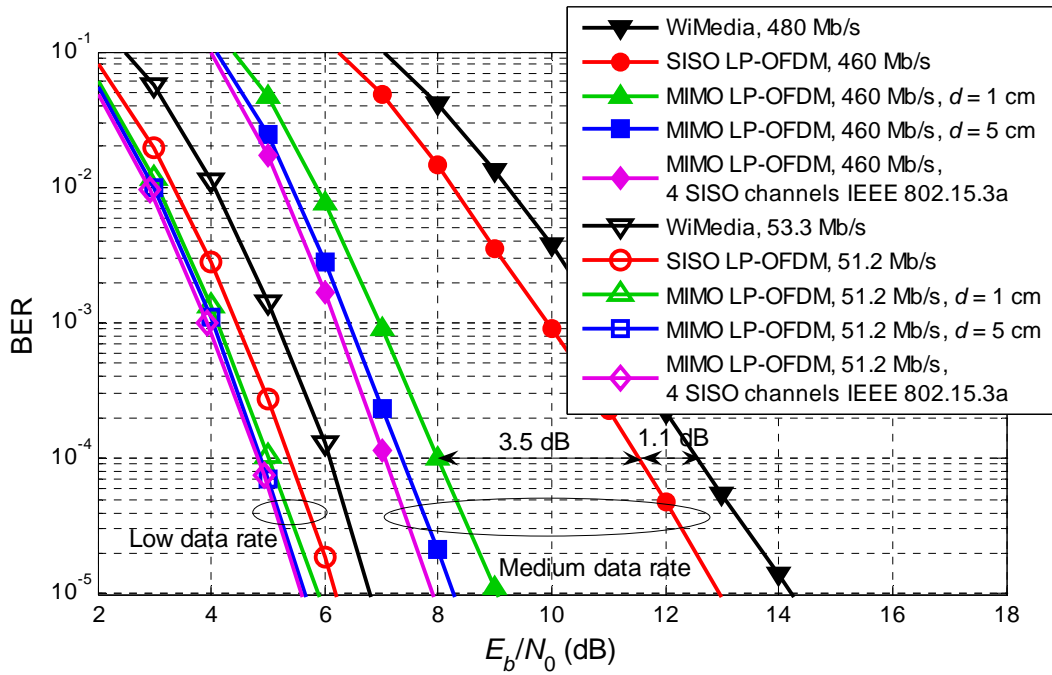 WiMedia, 480 Mb/s
SISO LP-OFDM, 460 Mb/s
MIMO LP-OFDM, 460 Mb/s, d = 1 cm
MIMO LP-OFDM, 460 Mb/s, d = 5 cm
MIMO LP-OFDM, 460 Mb/s,
4 SISO channels IEEE 802.15.3a
WiMedia, 53.3 Mb/s
SISO LP-OFDM, 51.2 Mb/s
MIMO LP-OFDM, 51.2 Mb/s, d = 1 cm
MIMO LP-OFDM, 51.2 Mb/s, d = 5 cm
MIMO LP-OFDM, 51.2 Mb/s,
4 SISO channels IEEE 802.15.3a
10^-1
10^-2
10^-3
10^-4
10^-5
BER
3.5 dB
1.1 dB
Low data rate
Medium data rate
2 4 6 8 10 12 14 16 18
E_b/N_0 (dB)